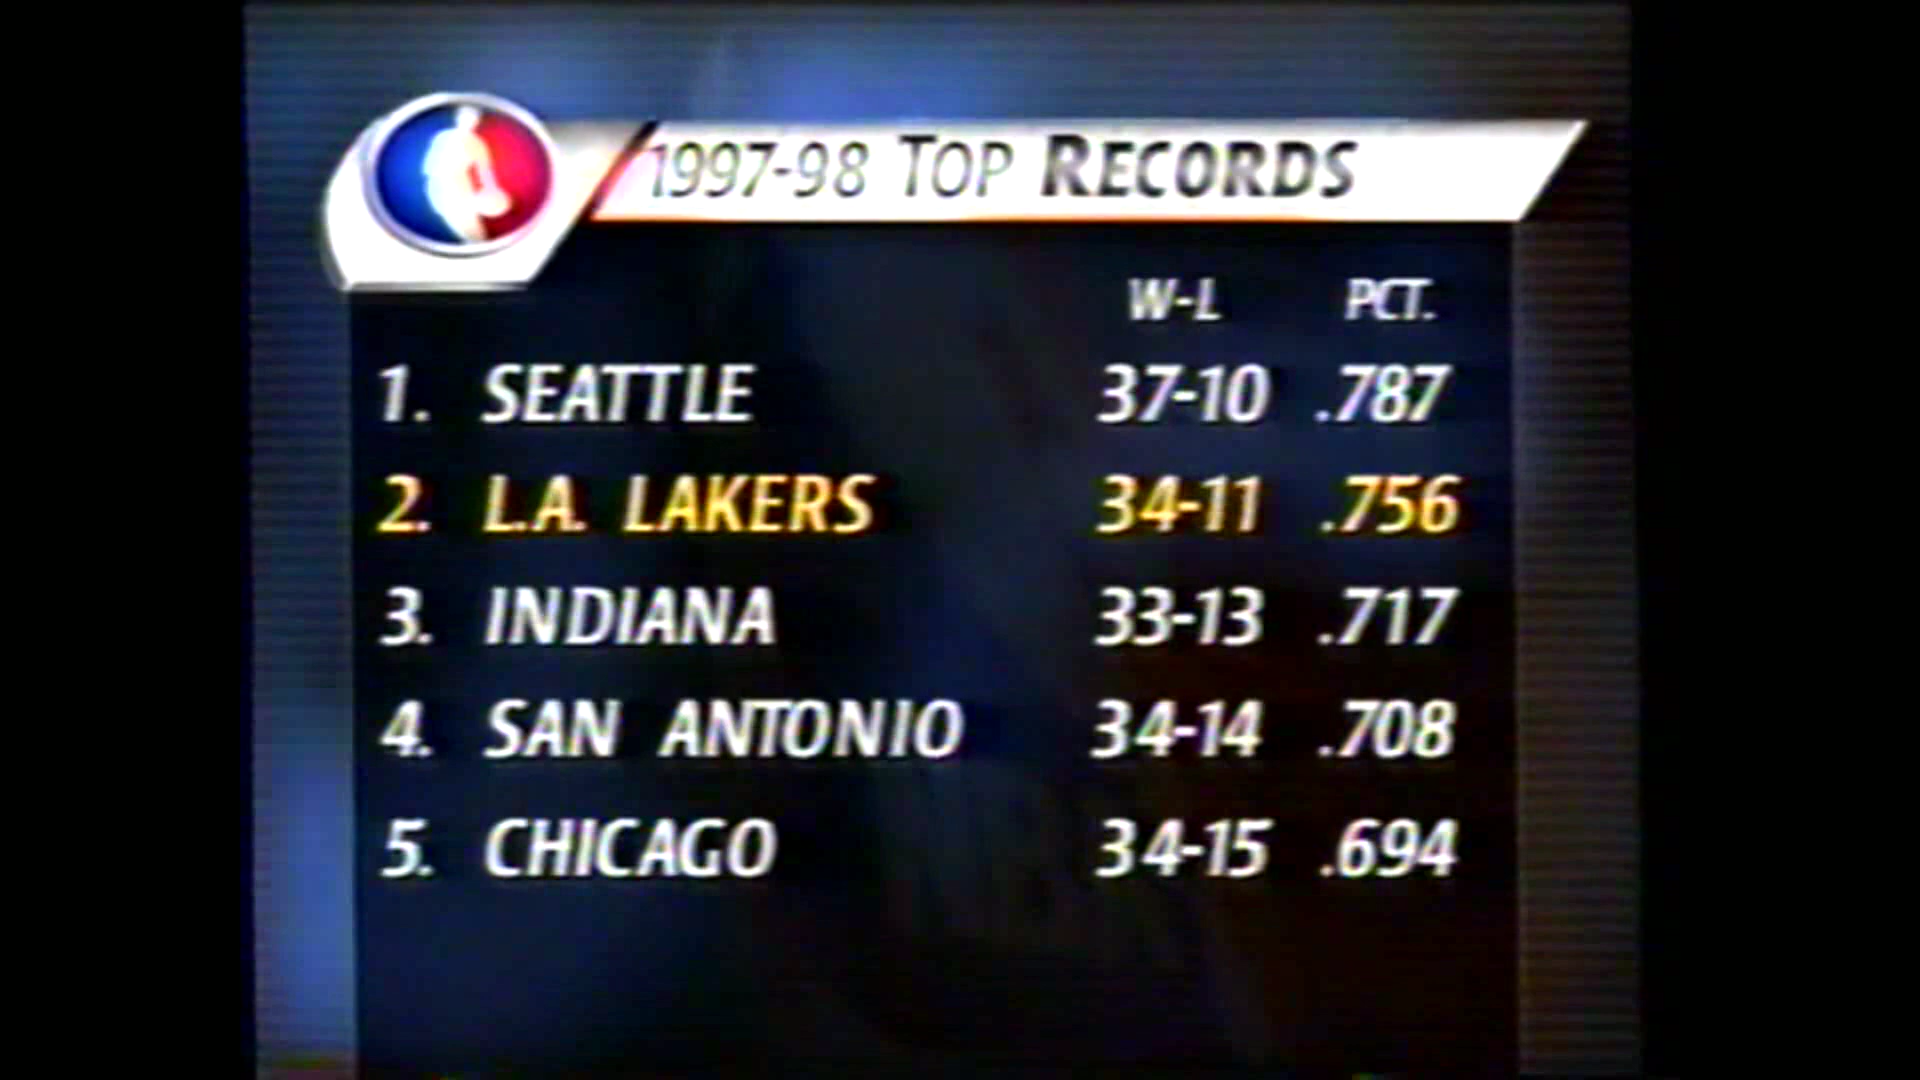 1997-98 TOP RECORDS
W-L PCT.
1. SEATTLE 37-10 .787
2. L.A. LAKERS 34-11 .756
3. INDIANA 33-13 .717
4. SAN ANTONIO 34-14 .708
5. CHICAGO 34-15 .694